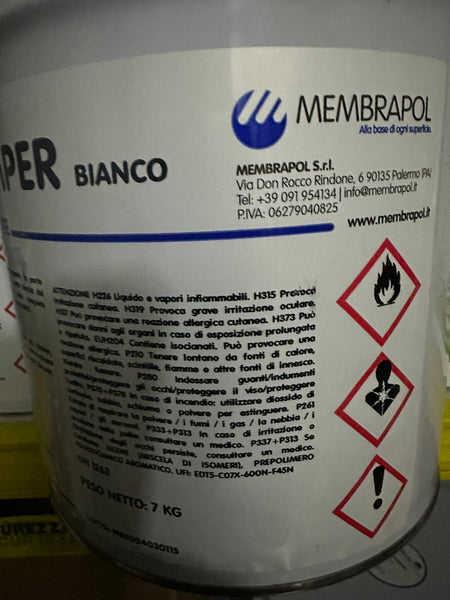 MEMBRAPOL
Alla base di ogni superficie.
PER BIANCO
MEMBRAPOL S.r.l.
Via Don Rocco Rindone, 6 90135 Palermo (PA)
Tel: +39 091 954134 | info@membrapol.it
P.IVA: 06279040825
www.membrapol.it
ATTENZIONE H226 Liquido e vapori infiammabili. H315 Provoca
irritazione cutanea. H319 Provoca grave irritazione oculare.
H317 Può provocare una reazione allergica cutanea. H373 Può
provocare danni agli organi in caso di esposizione prolungata
o ripetuta. EUH204 Contiene isocianati. Può provocare una
reazione allergica. P210 Tenere lontano da fonti di calore,
superfici riscaldate, scintille, fiamme e altre fonti di innesco.
fumare. P280 Indossare guanti/indumenti
proteggere gli occhi/proteggere il viso/proteggere
P370+P378 In caso di incendio: utilizzare diossido di
carbonio, sabbia, schiuma o polvere per estinguere. P261
di respirare la polvere / i fumi / i gas / la nebbia / i
vapori / gli aerosol. P333+P313 In caso di irritazione o
della pelle: consultare un medico. P337+P313 Se
degli occhi persiste, consultare un medico.
XILENE (MISCELA DI ISOMERI), PREPOLIMERO
AROMATICO. UFI: EDT5-C07X-600N-F45N
UN 1263
PESO NETTO: 7 KG
LOTTO: